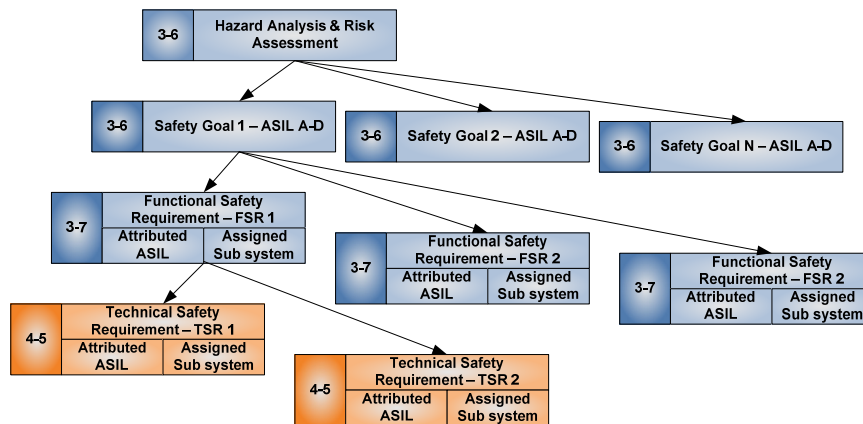 3-6
Hazard Analysis & Risk
Assessment
3-6
Safety Goal 1 – ASIL A-D
3-6
Safety Goal 2 – ASIL A-D
3-6
Safety Goal N – ASIL A-D
3-7
Functional Safety
Requirement – FSR 1
Attributed
ASIL
Assigned
Sub system
3-7
Functional Safety
Requirement – FSR 2
Attributed
ASIL
Assigned
Sub system
3-7
Functional Safety
Requirement – FSR 2
Attributed
ASIL
Assigned
Sub system
4-5
Technical Safety
Requirement – TSR 1
Attributed
ASIL
Assigned
Sub system
4-5
Technical Safety
Requirement – TSR 2
Attributed
ASIL
Assigned
Sub system